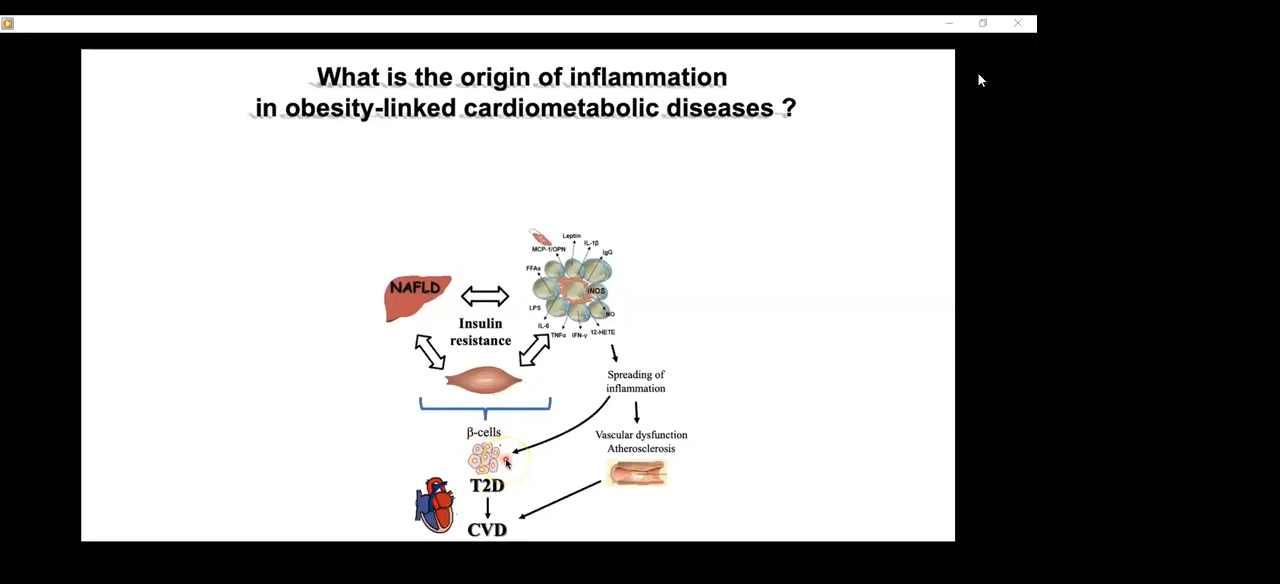 What is the origin of inflammation
in obesity-linked cardiometabolic diseases ?
Leptin
IL-1β
MCP-1/OPN
IgG
FFAs
NAFLD
iNOS
LPS
NO
IL-6
TNFα
IFN-γ
12-HETE
Insulin
resistance
Spreading of
inflammation
β-cells
Vascular dysfunction
Atherosclerosis
T2D
CVD